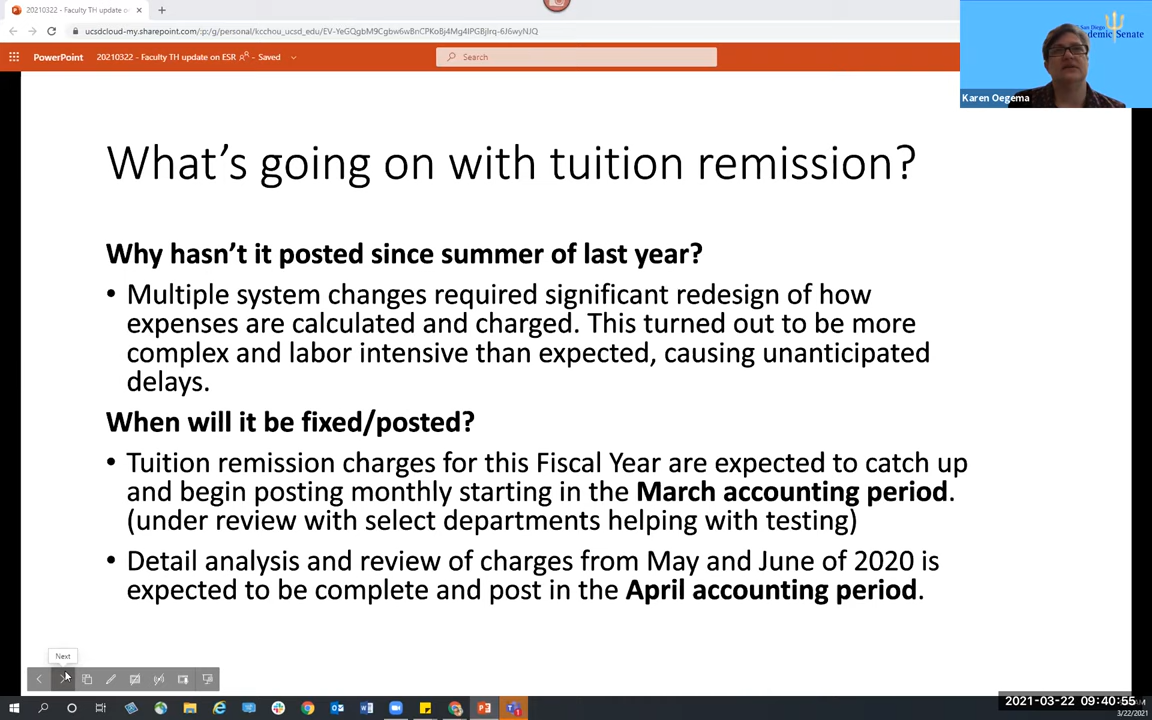 20210322 - Faculty TH update o
ucsdcloud-my.sharepoint.com/:p:/g/personal/kcchou_ucsd_edu/EV-YeGQgbM9Cgbw6wBnCPKoBj4Mg4IPGBjlrq-6J6wyNJQ
PowerPoint
20210322 - Faculty TH update on ESR
- Saved
Search
San Diego
demic Senate
Karen Oegema
What's going on with tuition remission?
Why hasn't it posted since summer of last year?
• Multiple system changes required significant redesign of how
expenses are calculated and charged. This turned out to be more
complex and labor intensive than expected, causing unanticipated
delays.
When will it be fixed/posted?
• Tuition remission charges for this Fiscal Year are expected to catch up
and begin posting monthly starting in the March accounting period.
(under review with select departments helping with testing)
• Detail analysis and review of charges from May and June of 2020 is
expected to be complete and post in the April accounting period.
Next
2021-03-22 09:40:55
3/22/2021